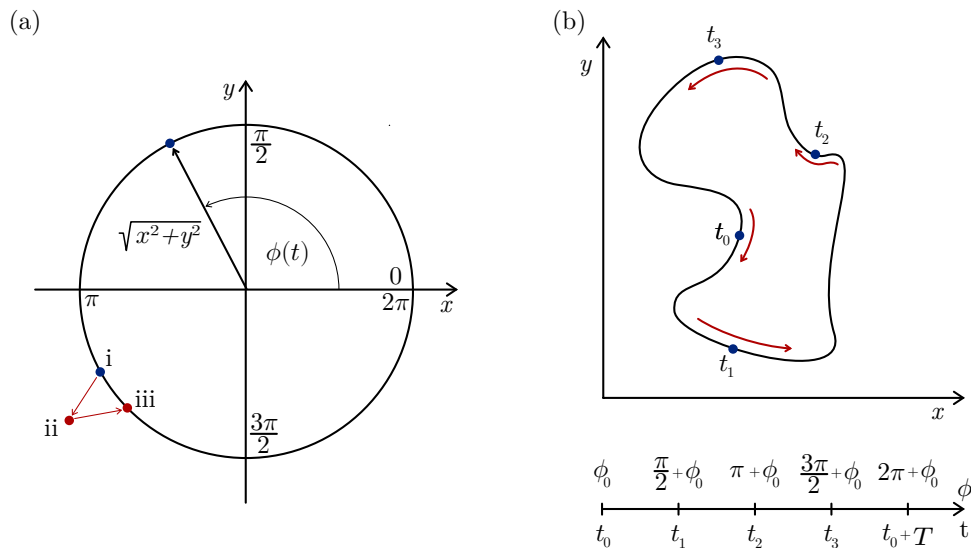 (a)
y
π/2
√x²+y²
ϕ(t)
0
π
2π
x
i
ii
iii
3π/2
(b)
y
t₃
t₂
t₀
t₁
x
ϕ₀ π/2+ϕ₀ π+ϕ₀ 3π/2+ϕ₀ 2π+ϕ₀ ϕ
t₀ t₁ t₂ t₃ t₀+T t